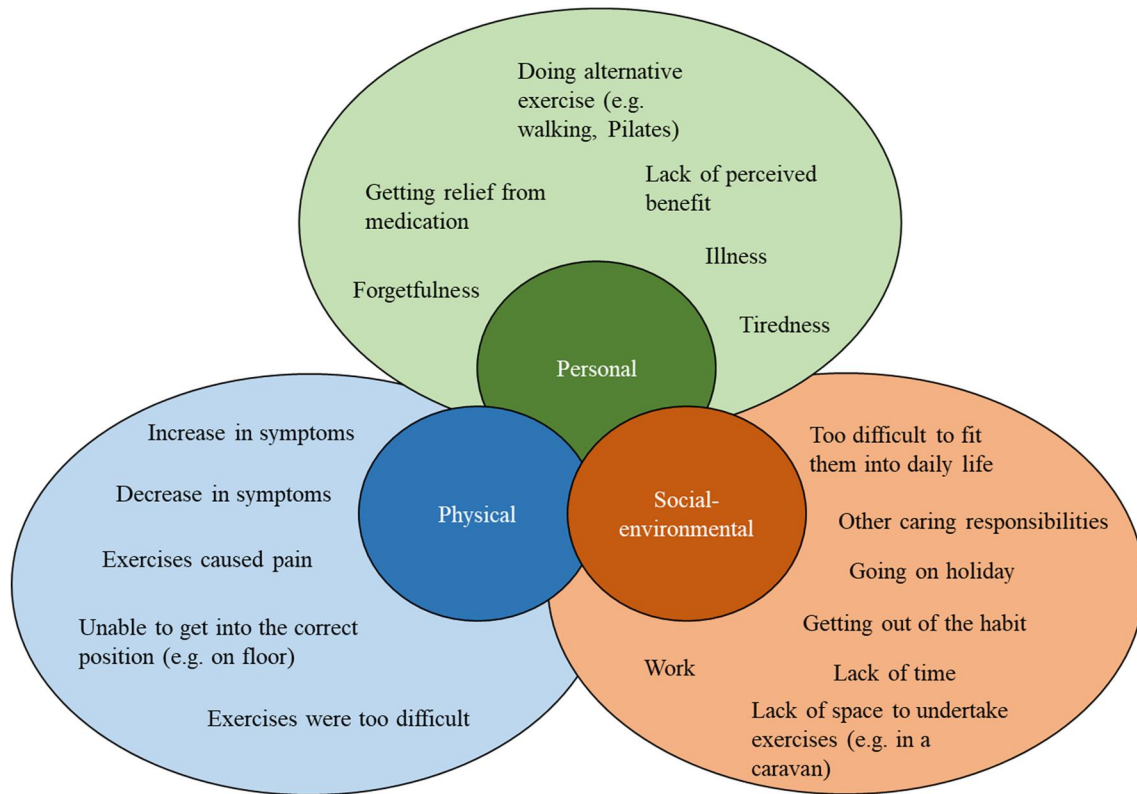 Doing alternative
exercise (e.g.
walking, Pilates)
Lack of perceived
benefit
Getting relief from
medication
Illness
Forgetfulness
Tiredness
Personal
Increase in symptoms
Decrease in symptoms
Exercises caused pain
Unable to get into the correct
position (e.g. on floor)
Exercises were too difficult
Physical
Social-
environmental
Too difficult to fit
them into daily life
Other caring responsibilities
Going on holiday
Getting out of the habit
Work
Lack of time
Lack of space to undertake
exercises (e.g. in a
caravan)